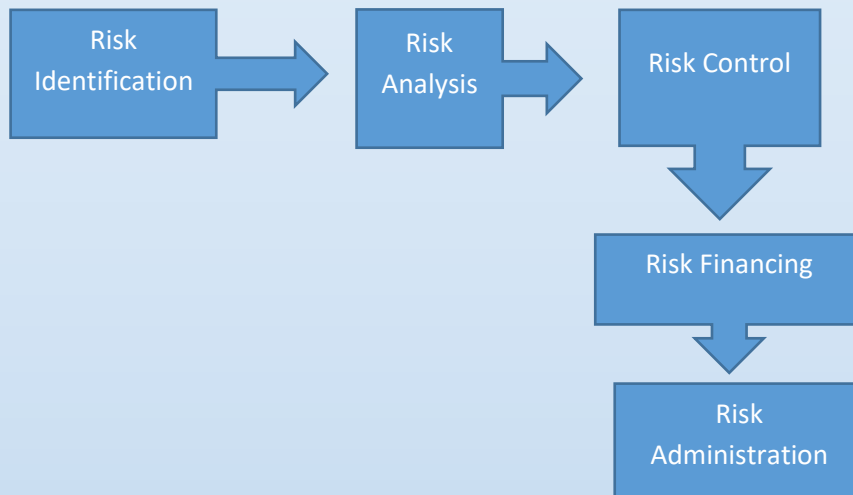 Risk
Identification
Risk
Analysis
Risk Control
Risk Financing
Risk
Administration